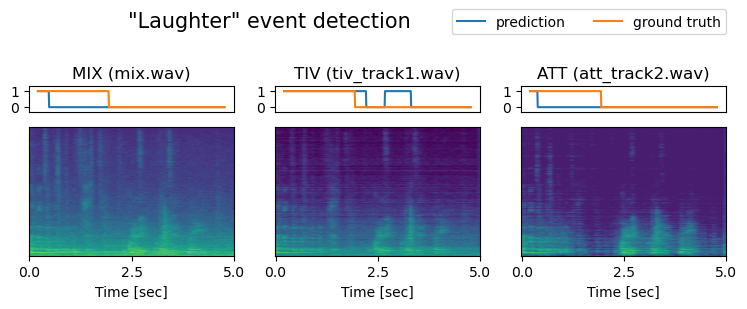 "Laughter" event detection
prediction
ground truth
MIX (mix.wav)
TIV (tiv_track1.wav)
ATT (att_track2.wav)
1
0
1
0
1
0
0.0 2.5 5.0
0.0 2.5 5.0
0.0 2.5 5.0
Time [sec]
Time [sec]
Time [sec]